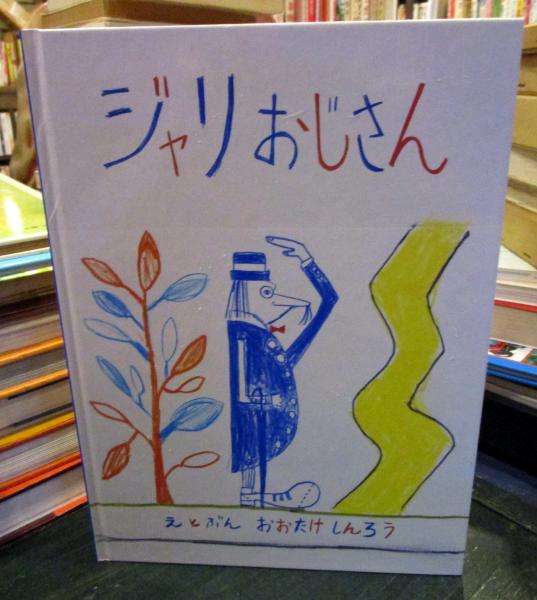 ジャリおじさん
えとぶん おおたけ しんろう